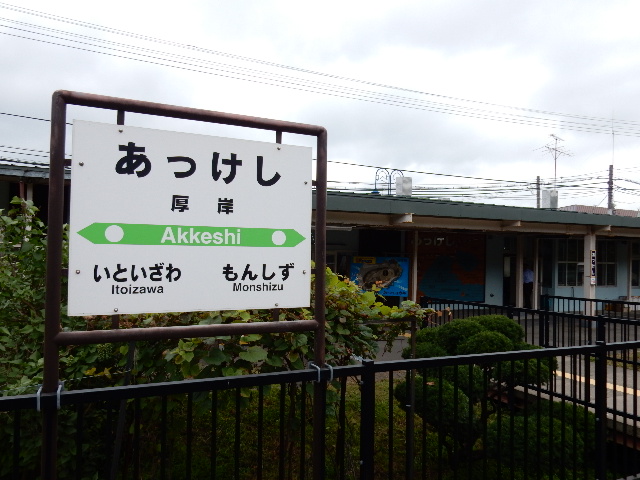 あっけし
厚岸
Akkeshi
いといざわ もんしず
Itoizawa Monshizu